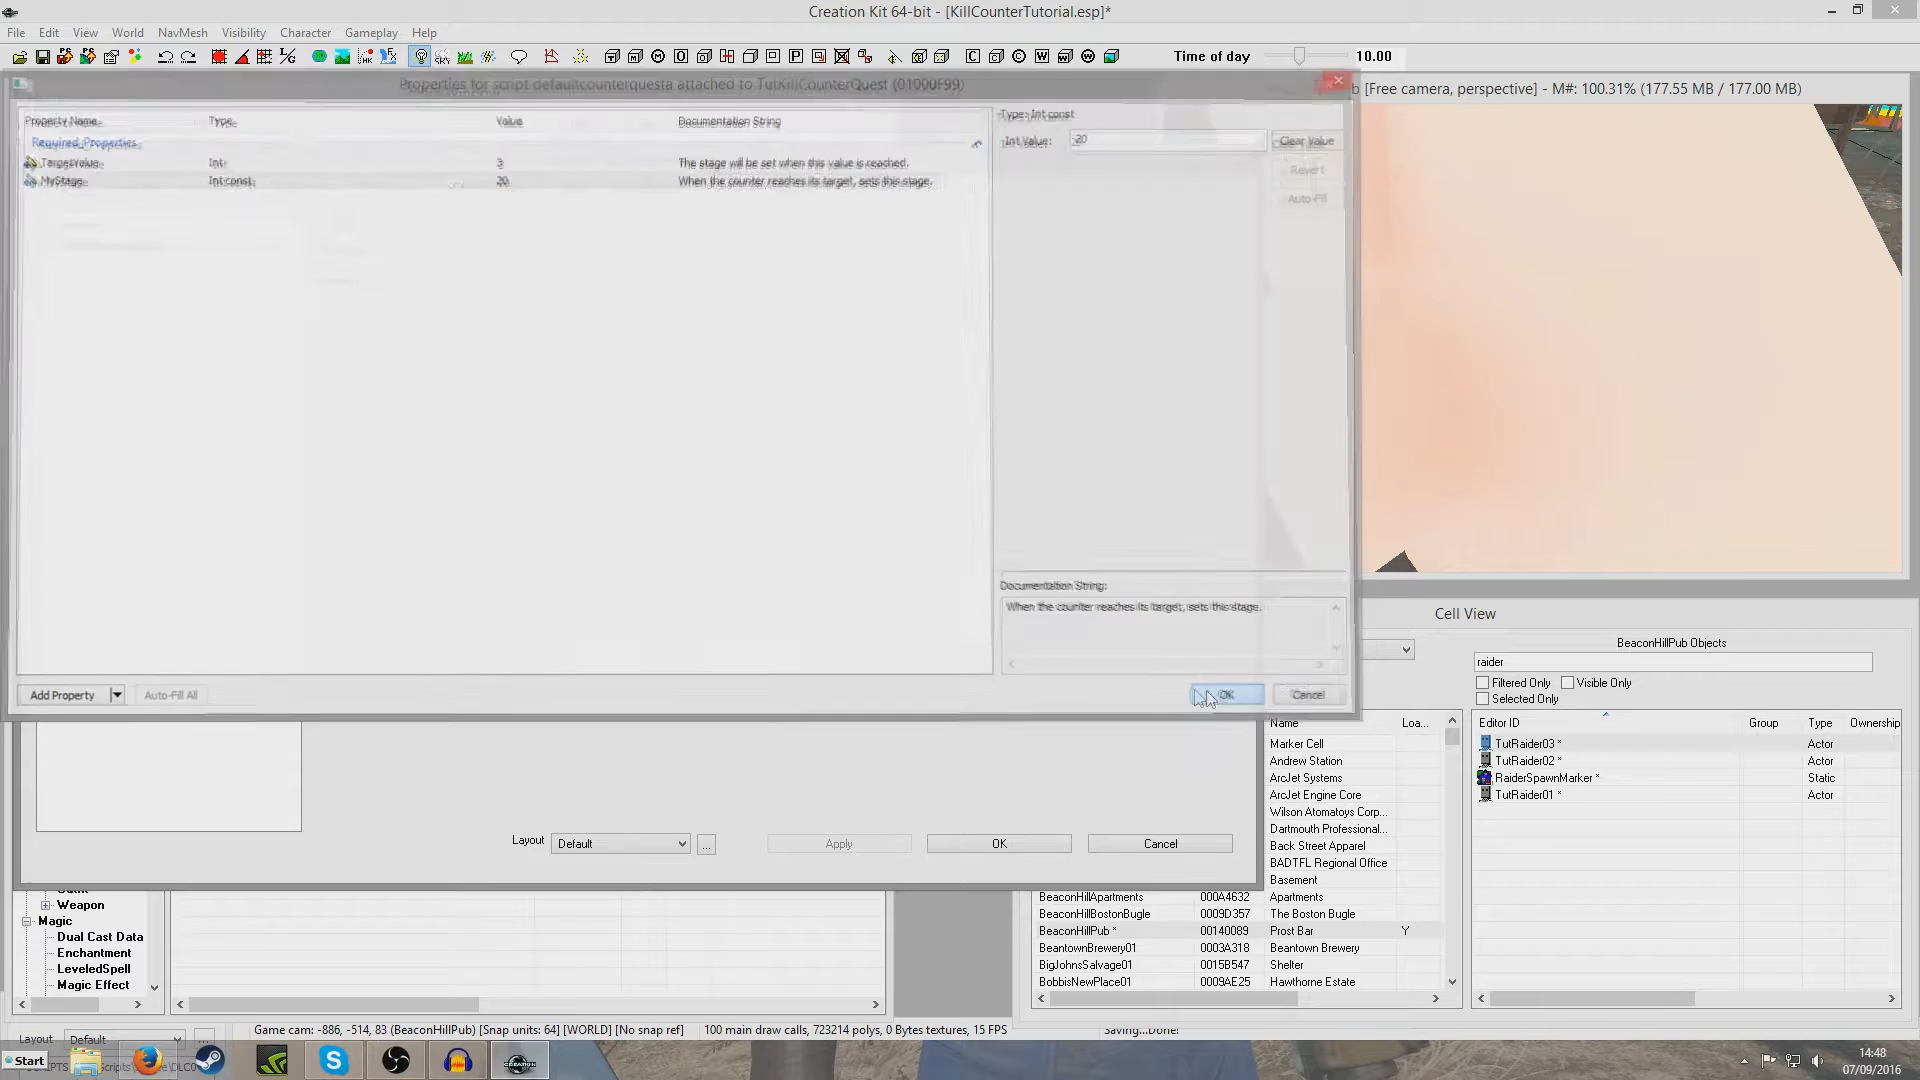 Creation Kit 64-bit - [KillCounterTutorial.esp]*
File Edit View World NavMesh Visibility Character Gameplay Help
Time of day 10.00
Properties for script defaultcounterquesta attached to TutKillCounterQuest (01000F99)
[Free camera, perspective] - M#: 100.31% (177.55 MB / 177.00 MB)
Property Name Type Value Documentation String
Required_Properties
TargetValue Int 3 The stage will be set when this value is reached.
MyStage Int const 20 When the counter reaches its target, sets this stage.
Type: Int const
Int Value: 20 Clear Value
Revert
Auto-Fill
Documentation String:
When the counter reaches its target, sets this stage.
Add Property Auto-Fill All OK Cancel
Layout Default ... Apply OK Cancel
Cell View
BeaconHillPub Objects
raider
Filtered Only Visible Only
Selected Only
Name Loa...
Marker Cell
Andrew Station
ArcJet Systems
ArcJet Engine Core
Wilson Atomatoys Corp...
Dartmouth Professional...
Back Street Apparel
BADTFL Regional Office
Basement
BeaconHillApartments 000A4632 Apartments
BeaconHillBostonBugle 0009D357 The Boston Bugle
BeaconHillPub * 00140089 Prost Bar Y
BeantownBrewery01 0003A318 Beantown Brewery
BigJohnsSalvage01 0015B547 Shelter
BobbisNewPlace01 0009AE25 Hawthorne Estate
Editor ID Group Type Ownership
TutRaider03 * Actor
TutRaider02 * Actor
RaiderSpawnMarker * Static
TutRaider01 * Actor
Weapon
Magic
Dual Cast Data
Enchantment
LeveledSpell
Magic Effect
Layout Default
Game cam: -886, -514, 83 (BeaconHillPub) [Snap units: 64] [WORLD] [No snap ref] 100 main draw calls, 723214 polys, 0 Bytes textures, 15 FPS Saving...Done!
Start
14:48
07/09/2016